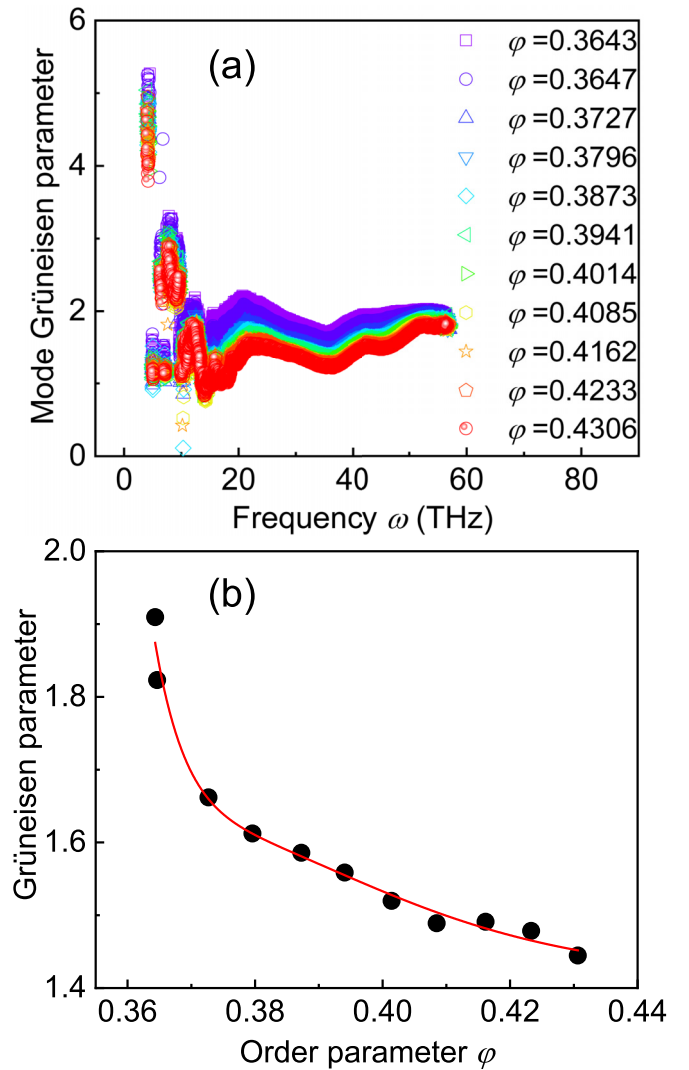 (a)
Mode Grüneisen parameter
6
4
2
0
φ=0.3643
φ=0.3647
φ=0.3727
φ=0.3796
φ=0.3873
φ=0.3941
φ=0.4014
φ=0.4085
φ=0.4162
φ=0.4233
φ=0.4306
0 20 40 60 80
Frequency ω (THz)
(b)
Grüneisen parameter
2.0
1.8
1.6
1.4
0.36 0.38 0.40 0.42 0.44
Order parameter φ